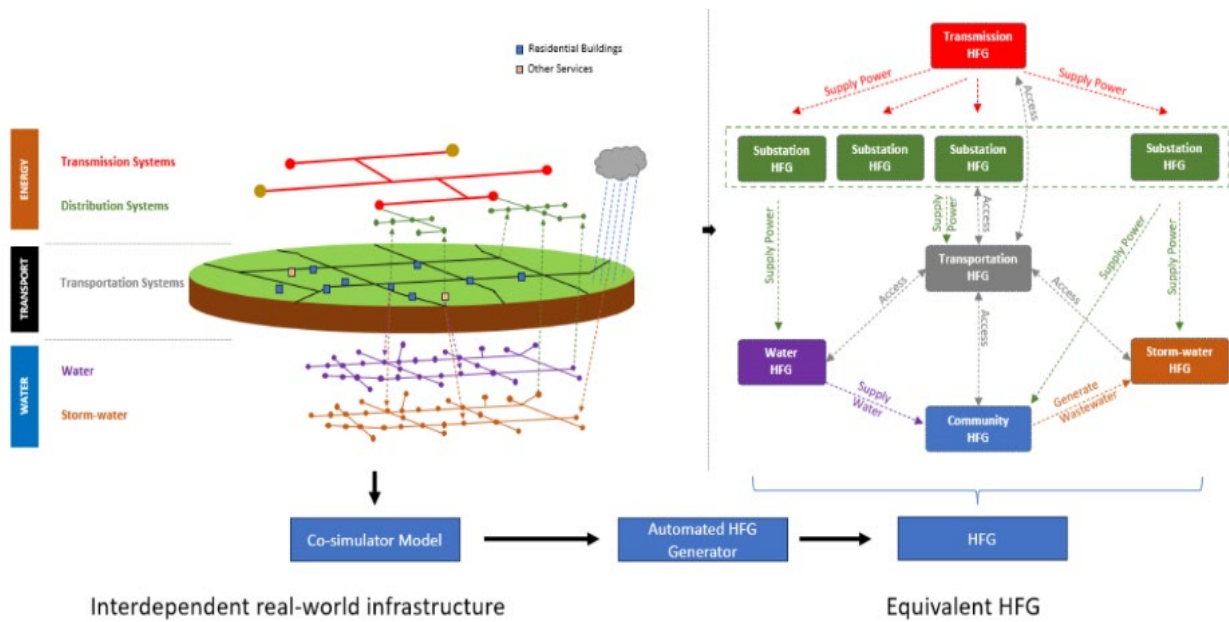 Residential Buildings
Other Services
ENERGY
Transmission Systems
Distribution Systems
TRANSPORT
Transportation Systems
WATER
Water
Storm-water
Transmission
HFG
Supply Power
Supply Power
Access
Substation
HFG
Substation
HFG
Substation
HFG
Substation
HFG
Supply Power
Supply
Power
Access
Supply Power
Supply Power
Transportation
HFG
Access
Access
Access
Water
HFG
Storm-water
HFG
Supply
Water
Community
HFG
Generate
Wastewater
Co-simulator Model
Automated HFG
Generator
HFG
Interdependent real-world infrastructure
Equivalent HFG